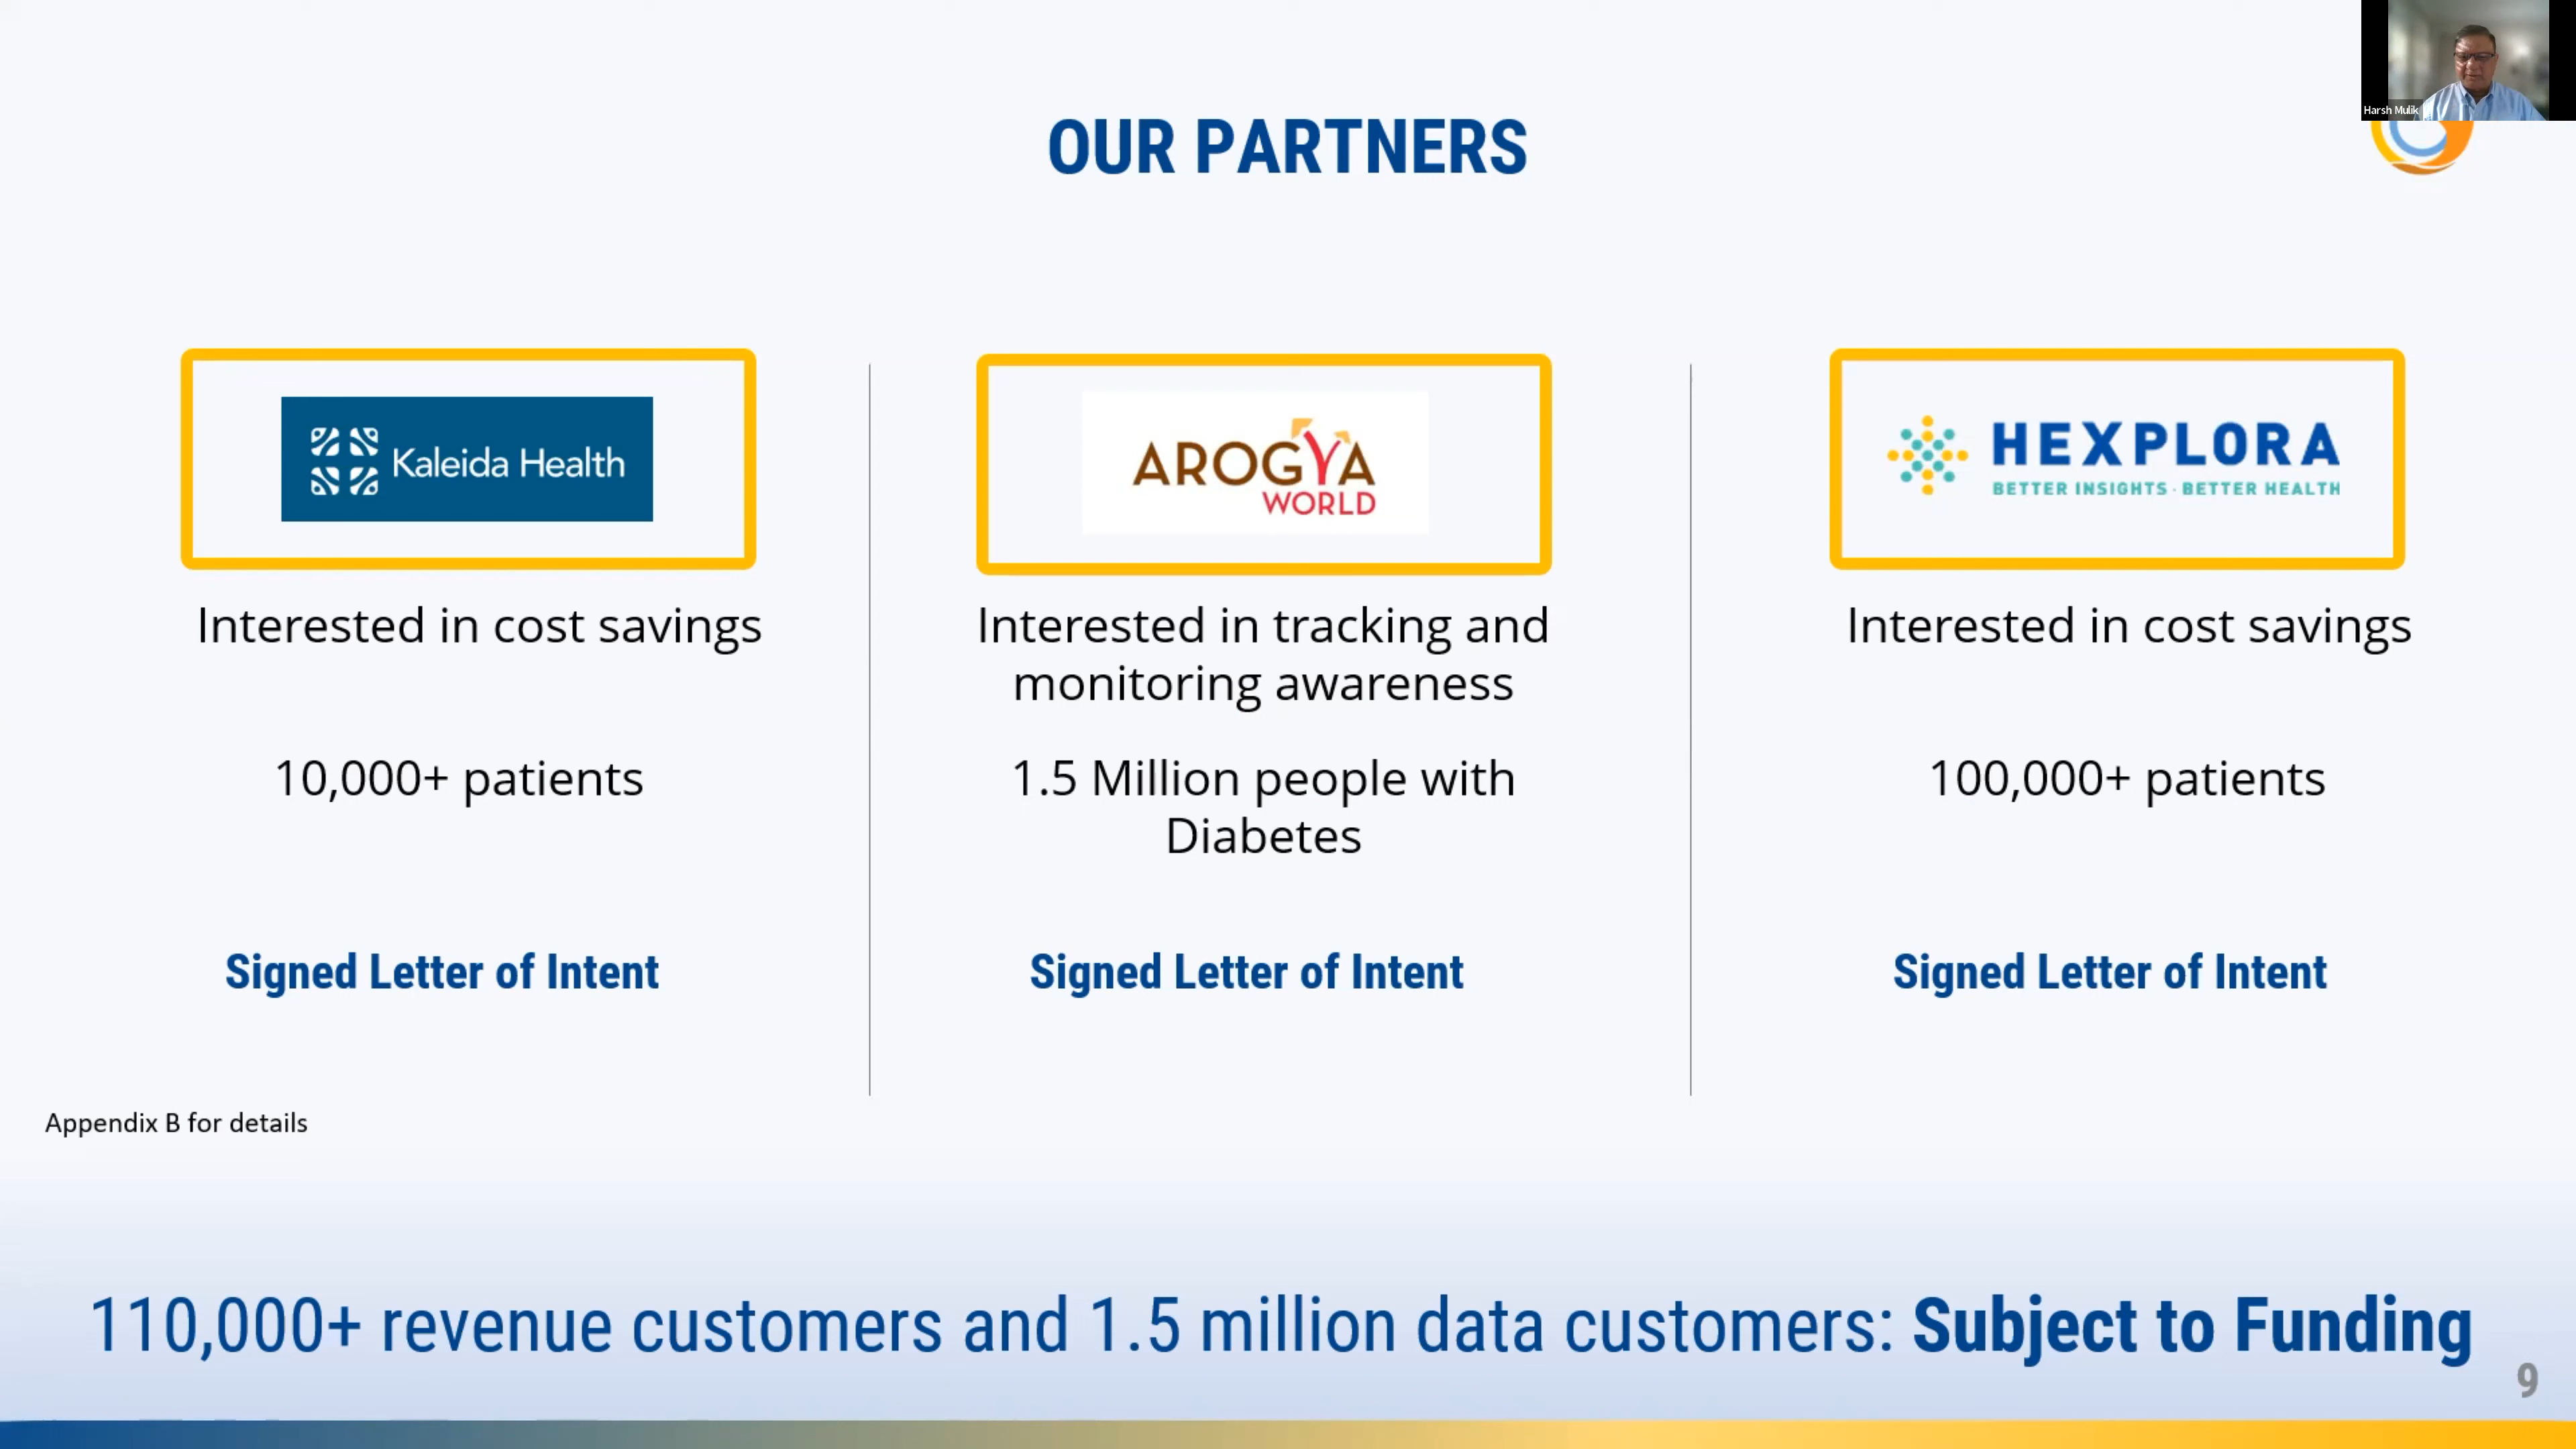 Harsh Mulik
OUR PARTNERS
Kaleida Health
Interested in cost savings
10,000+ patients
Signed Letter of Intent
AROGYA
WORLD
Interested in tracking and
monitoring awareness
1.5 Million people with
Diabetes
Signed Letter of Intent
HEXPLORA
BETTER INSIGHTS · BETTER HEALTH
Interested in cost savings
100,000+ patients
Signed Letter of Intent
Appendix B for details
110,000+ revenue customers and 1.5 million data customers: Subject to Funding
9